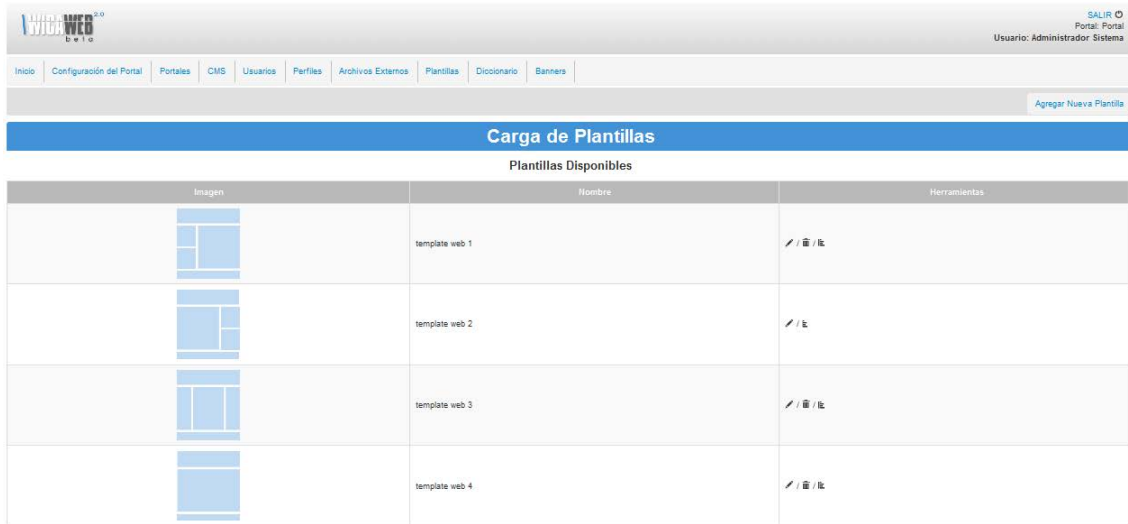 WICAWEB 2.0
beta
SALIR
Portal: Portal
Usuario: Administrador Sistema
Inicio Configuración del Portal Portales CMS Usuarios Perfiles Archivos Externos Plantillas Diccionario Banners
Agregar Nueva Plantilla
Carga de Plantillas
Plantillas Disponibles
Imagen Nombre Herramientas
template web 1 / /
template web 2 /
template web 3 / /
template web 4 / /